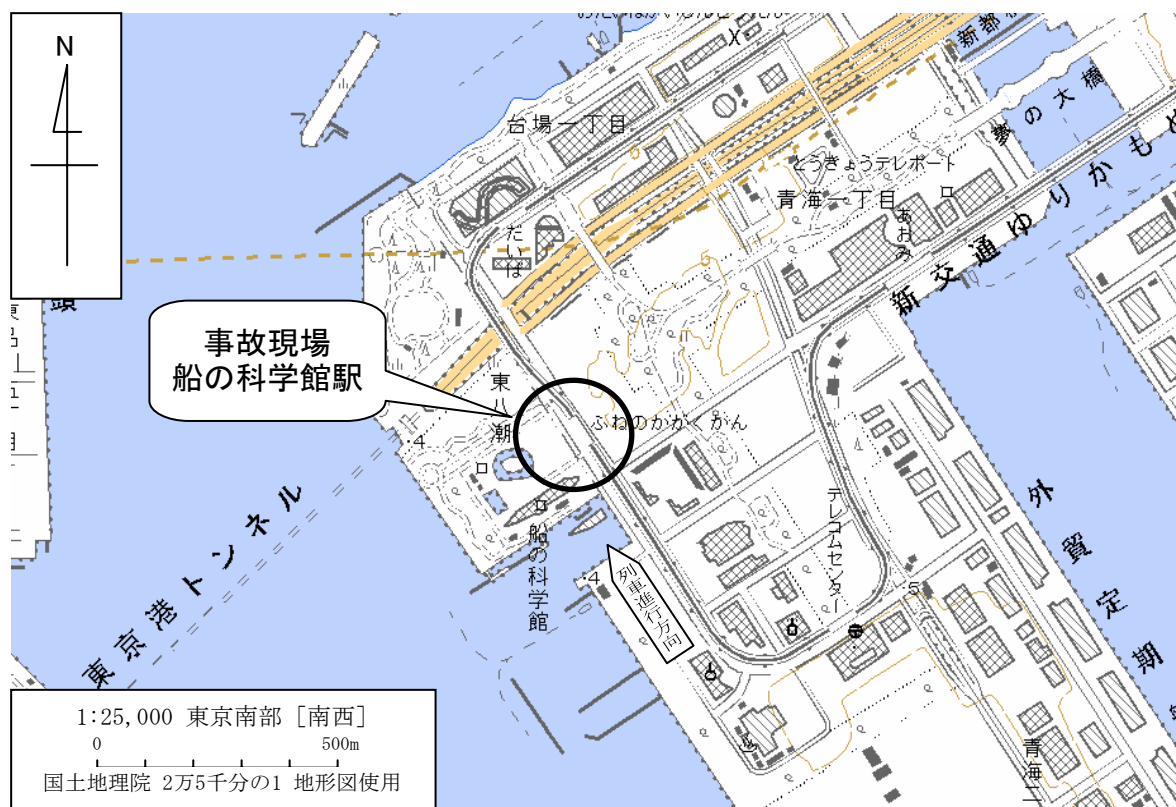 N
台場一丁目
新都
夢の大橋
とうきょうテレポート
青海一丁目
あおみ
だいば
新交通ゆりかもめ
事故現場
船の科学館駅
東八潮
ふねのかがくかん
船の科学館
列車進行方向
テレコムセンター
東京港トンネル
外貿定期
青海二
1:25,000 東京南部 [南西]
0 500m
国土地理院 2万5千分の1 地形図使用